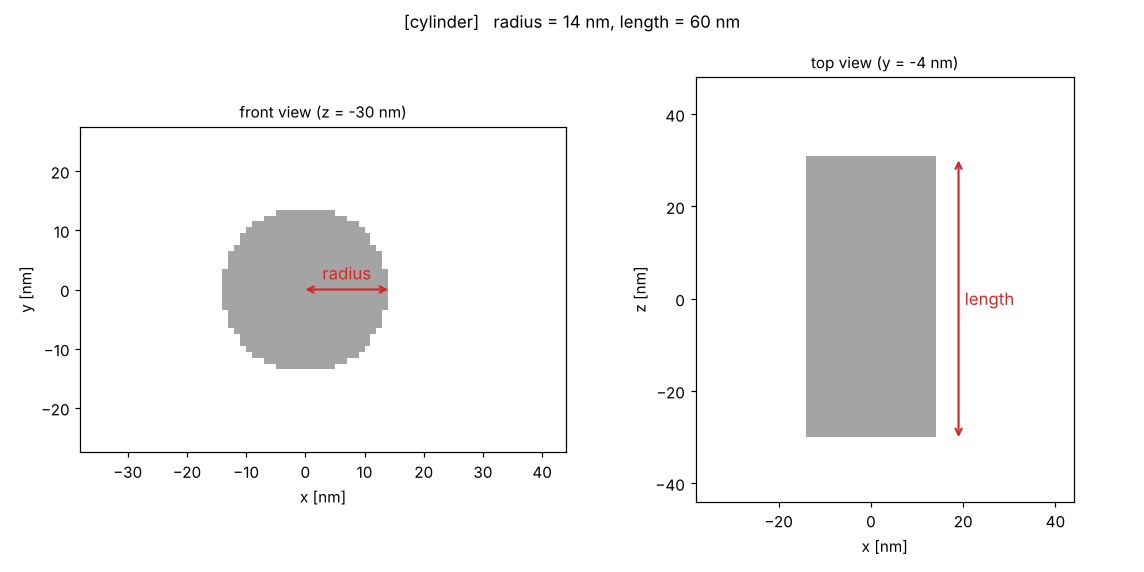 [cylinder]   radius = 14 nm, length = 60 nm
front view (z = -30 nm)
20
10
0
−10
−20
y [nm]
radius
−30
−20
−10
0
10
20
30
40
x [nm]
top view (y = -4 nm)
40
20
0
−20
−40
z [nm]
length
−20
0
20
40
x [nm]